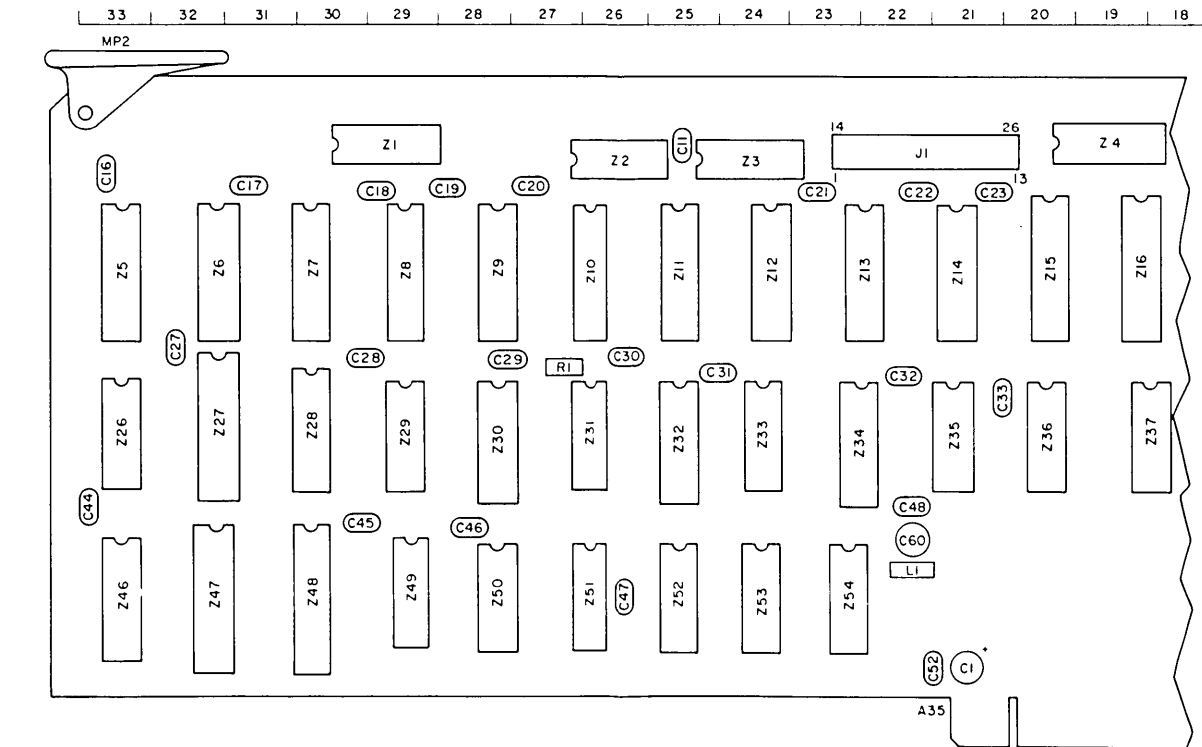 33 32 31 30 29 28 27 26 25 24 23 22 21 20 19 18
MP2
14 26
Z1 Z2 C11 Z3 J1 Z4
1 13
C16 C17 C18 C19 C20 C21 C22 C23
Z5 Z6 Z7 Z8 Z9 Z10 Z11 Z12 Z13 Z14 Z15 Z16
C27 C28 C29 R1 C30 C31 C32 C33
Z26 Z27 Z28 Z29 Z30 Z31 Z32 Z33 Z34 Z35 Z36 Z37
C44 C45 C46 C48
C60
L1
Z46 Z47 Z48 Z49 Z50 Z51 C47 Z52 Z53 Z54
C52 C1 +
A35